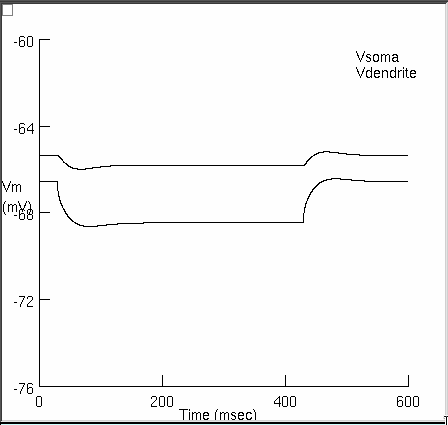 -60
Vsoma
Vdendrite
-64
Vm
(mV)
-68
-72
-76
0 200 400 600
Time (msec)